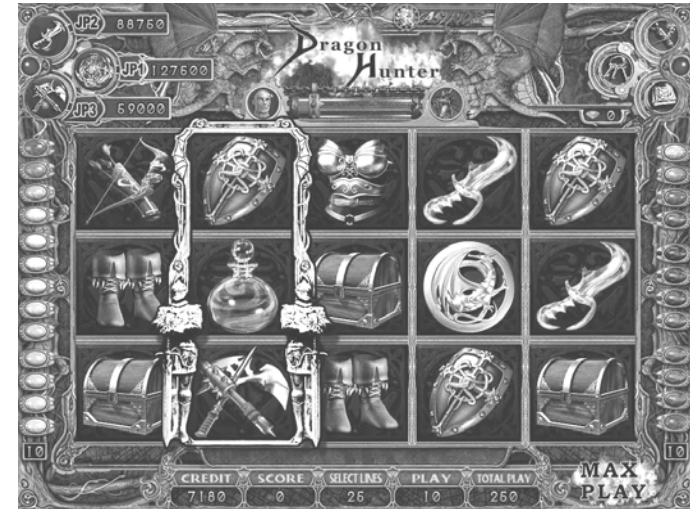 JP2 88750
JP1 127500
JP3 59000
Dragon
Hunter
0
10
10
CREDIT SCORE SELECT LINES PLAY TOTAL PLAY
7180 0 25 10 250
MAX
PLAY